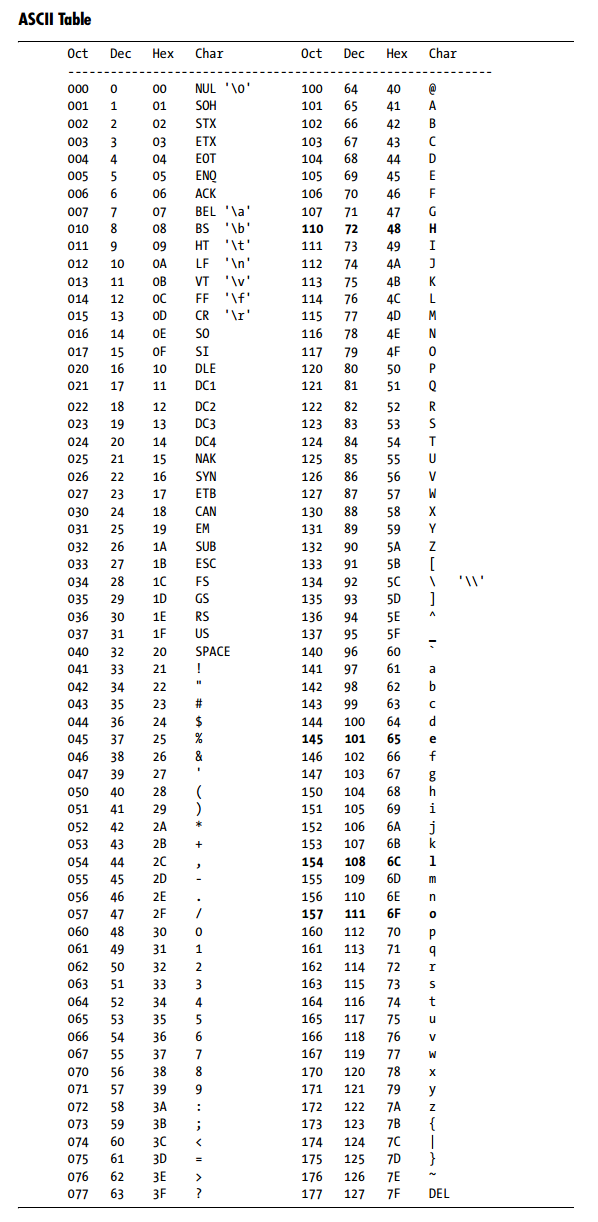 ASCII Table
Oct Dec Hex Char Oct Dec Hex Char
------------------------------------------------------------
000 0 00 NUL '\0' 100 64 40 @
001 1 01 SOH 101 65 41 A
002 2 02 STX 102 66 42 B
003 3 03 ETX 103 67 43 C
004 4 04 EOT 104 68 44 D
005 5 05 ENQ 105 69 45 E
006 6 06 ACK 106 70 46 F
007 7 07 BEL '\a' 107 71 47 G
010 8 08 BS '\b' 110 72 48 H
011 9 09 HT '\t' 111 73 49 I
012 10 0A LF '\n' 112 74 4A J
013 11 0B VT '\v' 113 75 4B K
014 12 0C FF '\f' 114 76 4C L
015 13 0D CR '\r' 115 77 4D M
016 14 0E SO 116 78 4E N
017 15 0F SI 117 79 4F O
020 16 10 DLE 120 80 50 P
021 17 11 DC1 121 81 51 Q
022 18 12 DC2 122 82 52 R
023 19 13 DC3 123 83 53 S
024 20 14 DC4 124 84 54 T
025 21 15 NAK 125 85 55 U
026 22 16 SYN 126 86 56 V
027 23 17 ETB 127 87 57 W
030 24 18 CAN 130 88 58 X
031 25 19 EM 131 89 59 Y
032 26 1A SUB 132 90 5A Z
033 27 1B ESC 133 91 5B [
034 28 1C FS 134 92 5C \ '\\'
035 29 1D GS 135 93 5D ]
036 30 1E RS 136 94 5E ^
037 31 1F US 137 95 5F _
040 32 20 SPACE 140 96 60 `
041 33 21 ! 141 97 61 a
042 34 22 " 142 98 62 b
043 35 23 # 143 99 63 c
044 36 24 $ 144 100 64 d
045 37 25 % 145 101 65 e
046 38 26 & 146 102 66 f
047 39 27 ' 147 103 67 g
050 40 28 ( 150 104 68 h
051 41 29 ) 151 105 69 i
052 42 2A * 152 106 6A j
053 43 2B + 153 107 6B k
054 44 2C , 154 108 6C l
055 45 2D - 155 109 6D m
056 46 2E . 156 110 6E n
057 47 2F / 157 111 6F o
060 48 30 0 160 112 70 p
061 49 31 1 161 113 71 q
062 50 32 2 162 114 72 r
063 51 33 3 163 115 73 s
064 52 34 4 164 116 74 t
065 53 35 5 165 117 75 u
066 54 36 6 166 118 76 v
067 55 37 7 167 119 77 w
070 56 38 8 170 120 78 x
071 57 39 9 171 121 79 y
072 58 3A : 172 122 7A z
073 59 3B ; 173 123 7B {
074 60 3C < 174 124 7C |
075 61 3D = 175 125 7D }
076 62 3E > 176 126 7E ~
077 63 3F ? 177 127 7F DEL